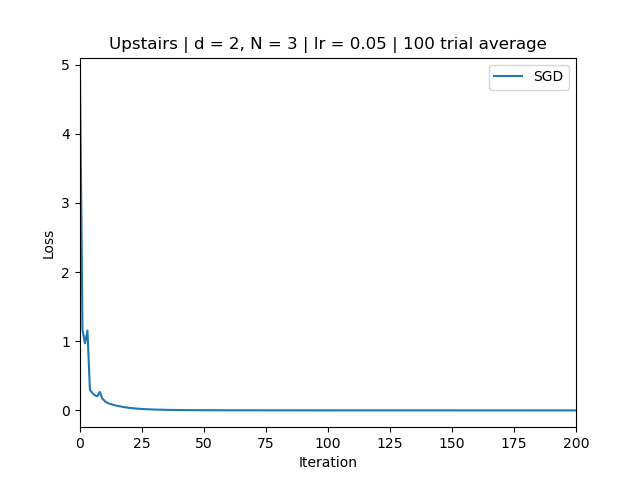 Upstairs | d = 2, N = 3 | lr = 0.05 | 100 trial average
SGD
5
4
3
2
1
0
Loss
0 25 50 75 100 125 150 175 200
Iteration